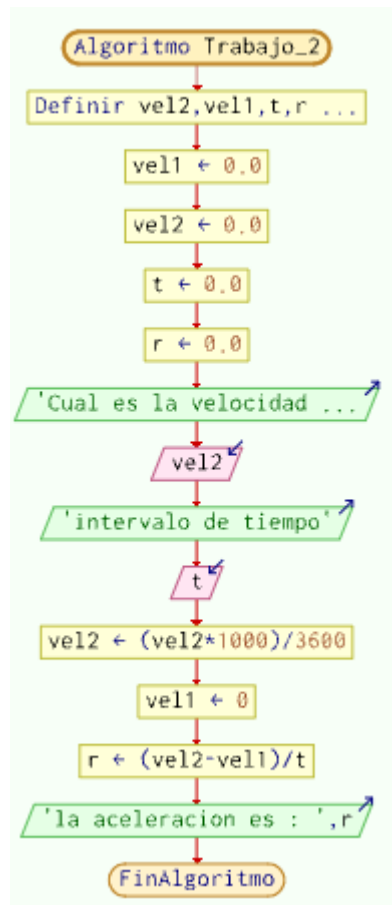 Algoritmo Trabajo_2
Definir vel2,vel1,t,r ...
vel1 ← 0.0
vel2 ← 0.0
t ← 0.0
r ← 0.0
'Cual es la velocidad ...
vel2
'intervalo de tiempo'
t
vel2 ← (vel2*1000)/3600
vel1 ← 0
r ← (vel2-vel1)/t
'la aceleracion es : ',r
FinAlgoritmo